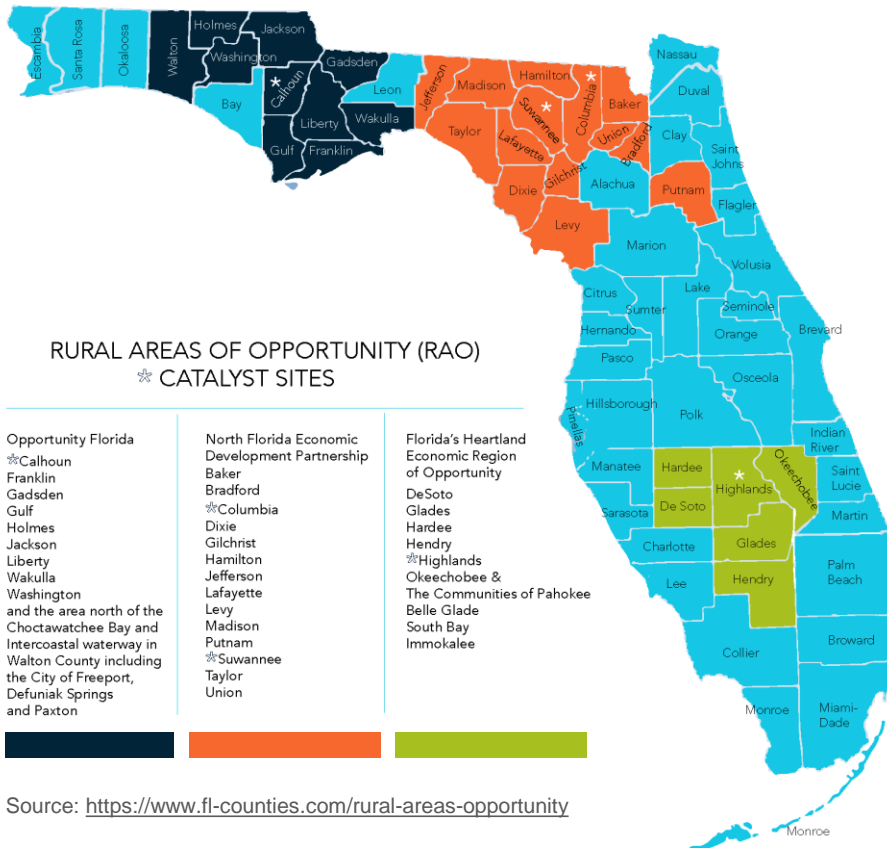 Holmes
Jackson
Escambia
Santa Rosa
Okaloosa
Walton
Washington
Gadsden
*
Calhoun
Bay
Leon
Liberty
Wakulla
Gulf
Franklin
Jefferson
Madison
Hamilton
*
Suwannee
*
Columbia
Baker
Taylor
Lafayette
Union
Bradford
Gilchrist
Dixie
Alachua
Levy
Nassau
Duval
Clay
Saint
Johns
Putnam
Flagler
Marion
Volusia
Citrus
Lake
Sumter
Seminole
Hernando
Orange
Brevard
Pasco
Osceola
Hillsborough
Pinellas
Polk
Indian
River
Manatee
Hardee
*
Highlands
Okeechobee
Saint
Lucie
Sarasota
De Soto
Martin
Charlotte
Glades
Lee
Hendry
Palm
Beach
Collier
Broward
Monroe
Miami-
Dade
Monroe
RURAL AREAS OF OPPORTUNITY (RAO)
* CATALYST SITES
Opportunity Florida
*Calhoun
Franklin
Gadsden
Gulf
Holmes
Jackson
Liberty
Wakulla
Washington
and the area north of the
Choctawatchee Bay and
Intercoastal waterway in
Walton County including
the City of Freeport,
Defuniak Springs
and Paxton
North Florida Economic
Development Partnership
Baker
Bradford
*Columbia
Dixie
Gilchrist
Hamilton
Jefferson
Lafayette
Levy
Madison
Putnam
*Suwannee
Taylor
Union
Florida's Heartland
Economic Region
of Opportunity
DeSoto
Glades
Hardee
Hendry
*Highlands
Okeechobee &
The Communities of Pahokee
Belle Glade
South Bay
Immokalee
Source: https://www.fl-counties.com/rural-areas-opportunity